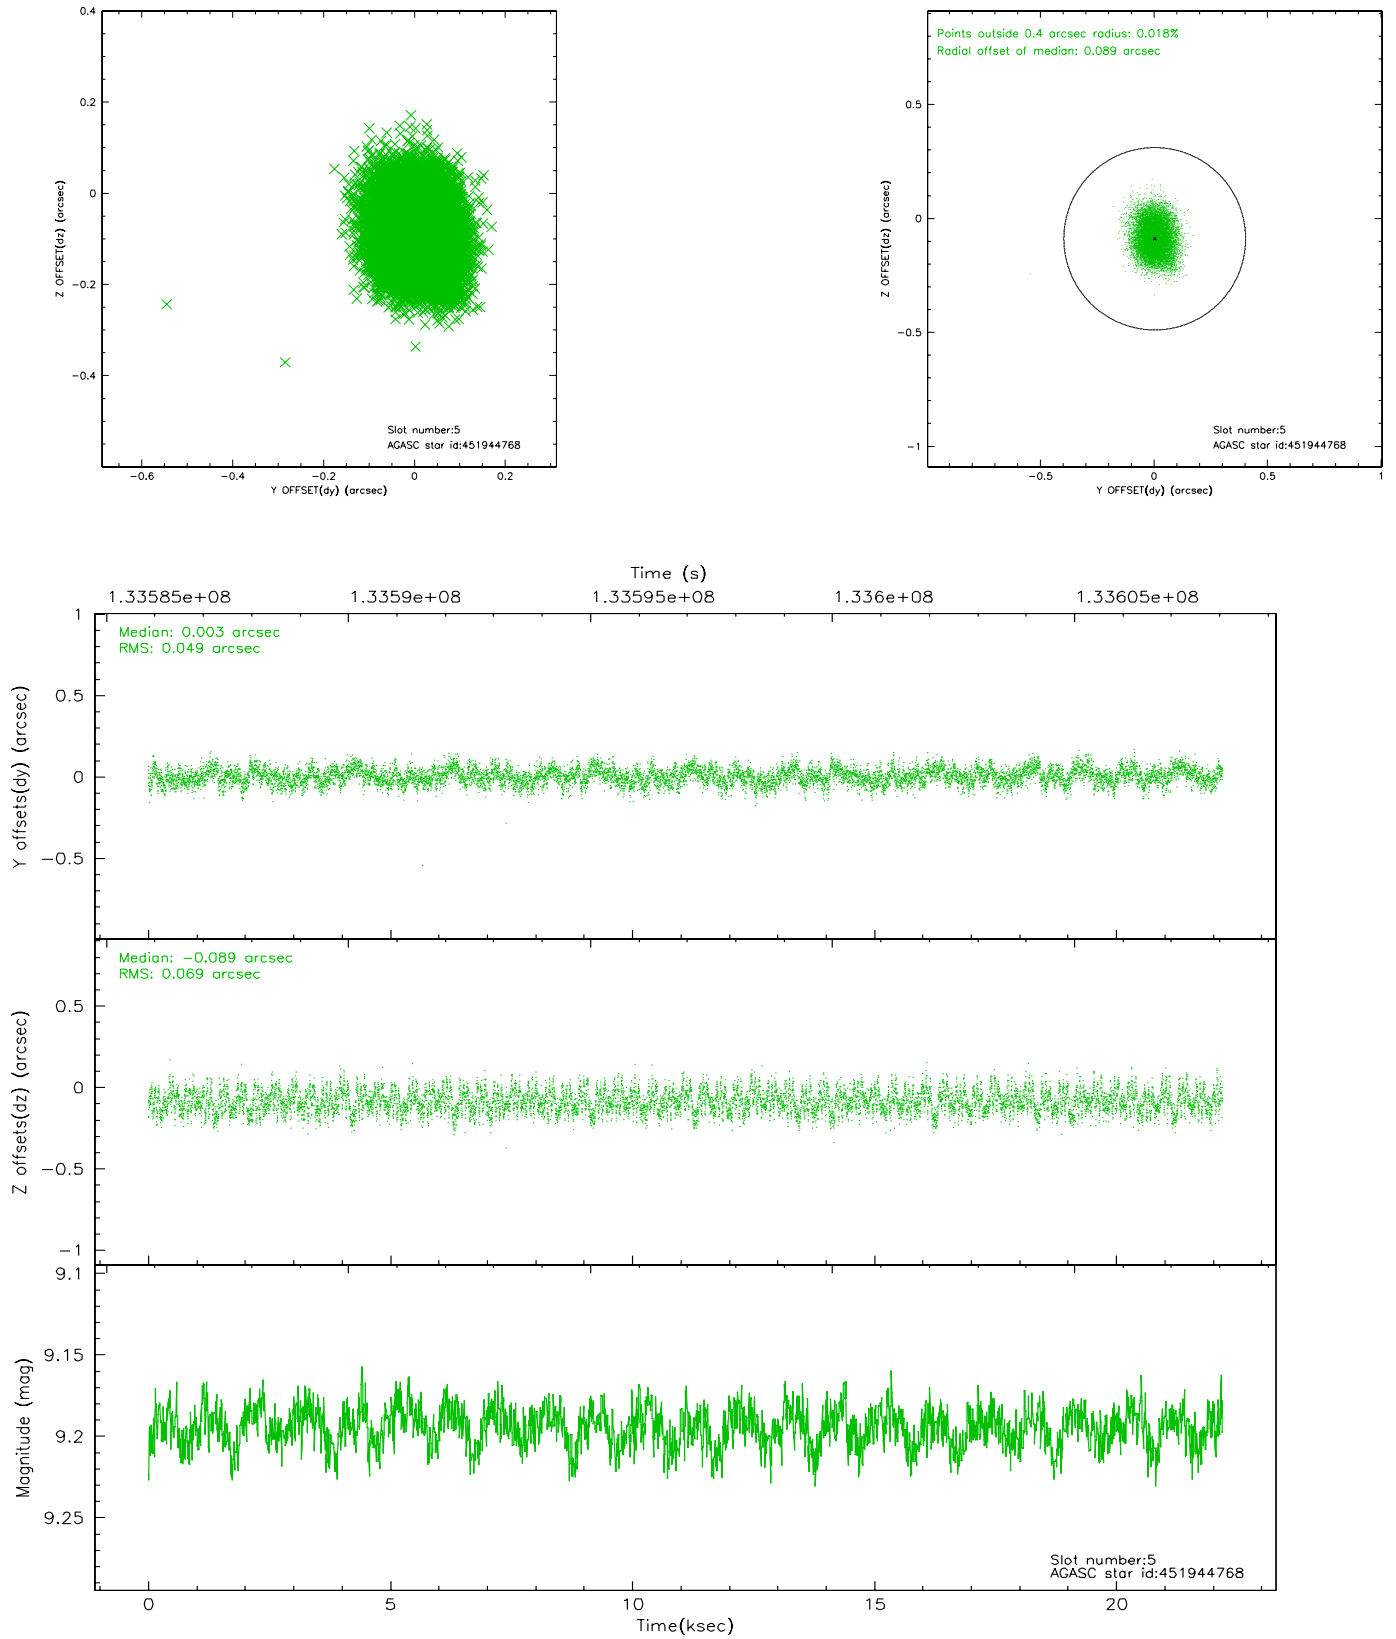 0.4
0.2
0
−0.2
−0.4
Z OFFSET(dz) (arcsec)
Slot number:5
AGASC star id:451944768
−0.6 −0.4 −0.2 0 0.2
Y OFFSET(dy) (arcsec)
Points outside 0.4 arcsec radius: 0.018%
Radial offset of median: 0.089 arcsec
0.5
0
−0.5
−1
Z OFFSET(dz) (arcsec)
Slot number:5
AGASC star id:451944768
−0.5 0 0.5 1
Y OFFSET(dy) (arcsec)
Time (s)
1.33585e+08 1.3359e+08 1.33595e+08 1.336e+08 1.33605e+08
Median: 0.003 arcsec
RMS: 0.049 arcsec
1
0.5
0
−0.5
Y offsets(dy) (arcsec)
Median: −0.089 arcsec
RMS: 0.069 arcsec
0.5
0
−0.5
−1
Z offsets(dz) (arcsec)
9.1
9.15
9.2
9.25
Magnitude (mag)
Slot number:5
AGASC star id:451944768
0 5 10 15 20
Time(ksec)